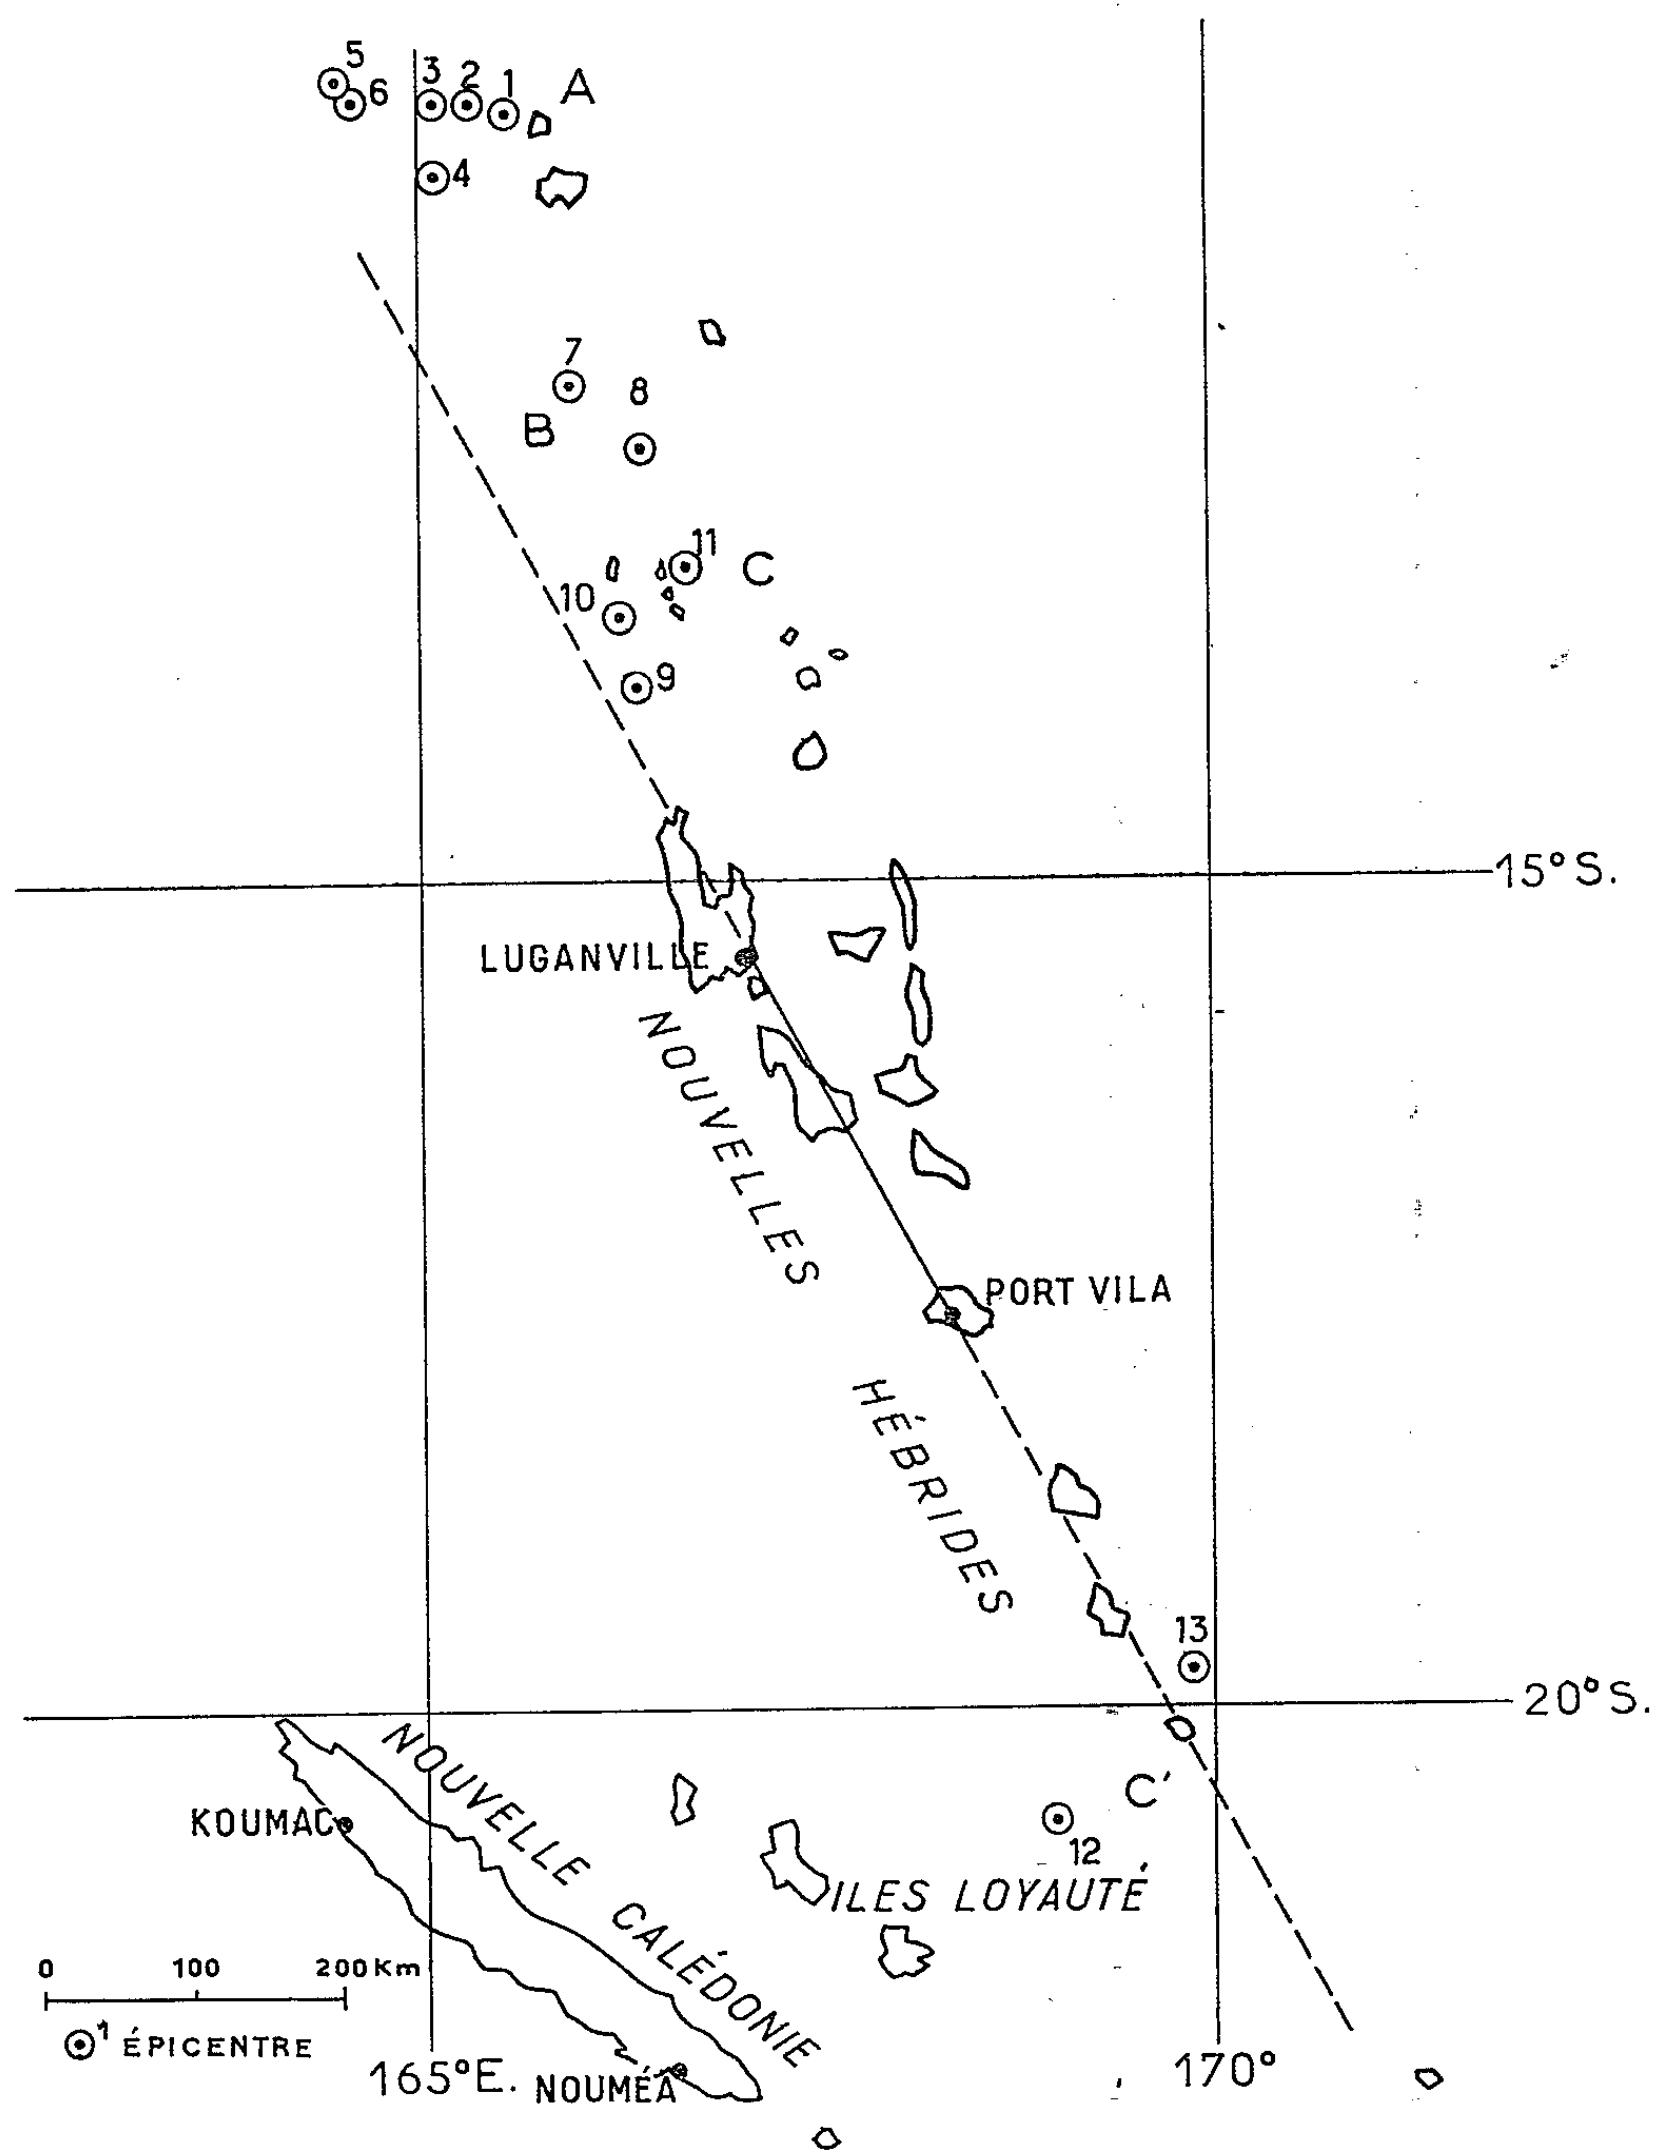 5
3
2
1
A
6
4
7
8
B
11
C
10
9
15°S.
LUGANVILLE
NOUVELLES
PORT VILA
HÉBRIDES
13
20°S.
NOUVELLE CALÉDONIE
C'
KOUMAC
12
ILES LOYAUTÉ
0 100 200 Km
1 ÉPICENTRE
165°E.
NOUMÉA
170°